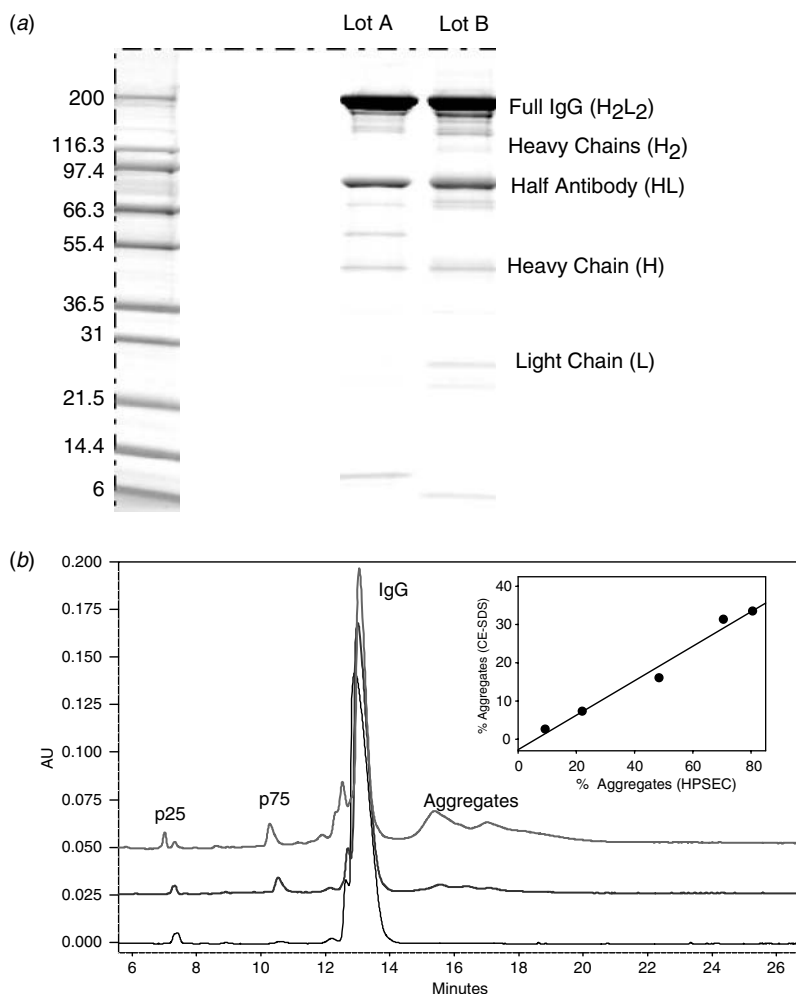 (a)
Lot A Lot B
200
116.3
97.4
66.3
55.4
36.5
31
21.5
14.4
6
Full IgG (H2L2)
Heavy Chains (H2)
Half Antibody (HL)
Heavy Chain (H)
Light Chain (L)
(b)
0.200
0.175
0.150
0.125
0.100
0.075
0.050
0.025
0.000
AU
p25
p75
IgG
Aggregates
6 8 10 12 14 16 18 20 22 24 26
Minutes
40
30
20
10
0
% Aggregates (CE-SDS)
0 20 40 60 80
% Aggregates (HPSEC)